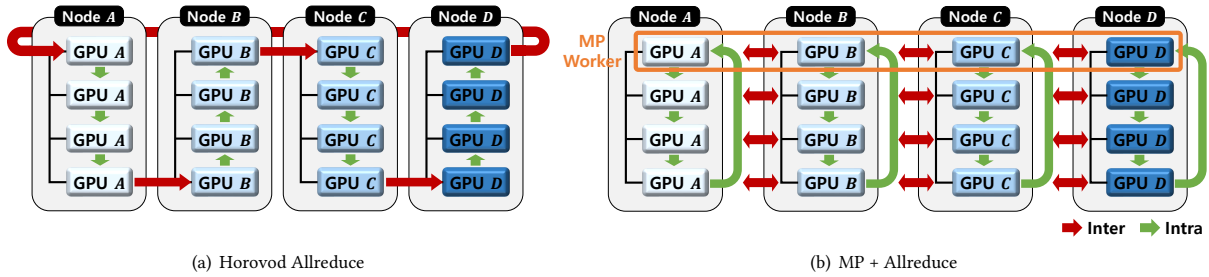 Node A Node B Node C Node D
GPU A GPU B GPU C GPU D
GPU A GPU B GPU C GPU D
GPU A GPU B GPU C GPU D
GPU A GPU B GPU C GPU D
(a) Horovod Allreduce
Node A Node B Node C Node D
MP
Worker
GPU A GPU B GPU C GPU D
GPU A GPU B GPU C GPU D
GPU A GPU B GPU C GPU D
GPU A GPU B GPU C GPU D
Inter Intra
(b) MP + Allreduce